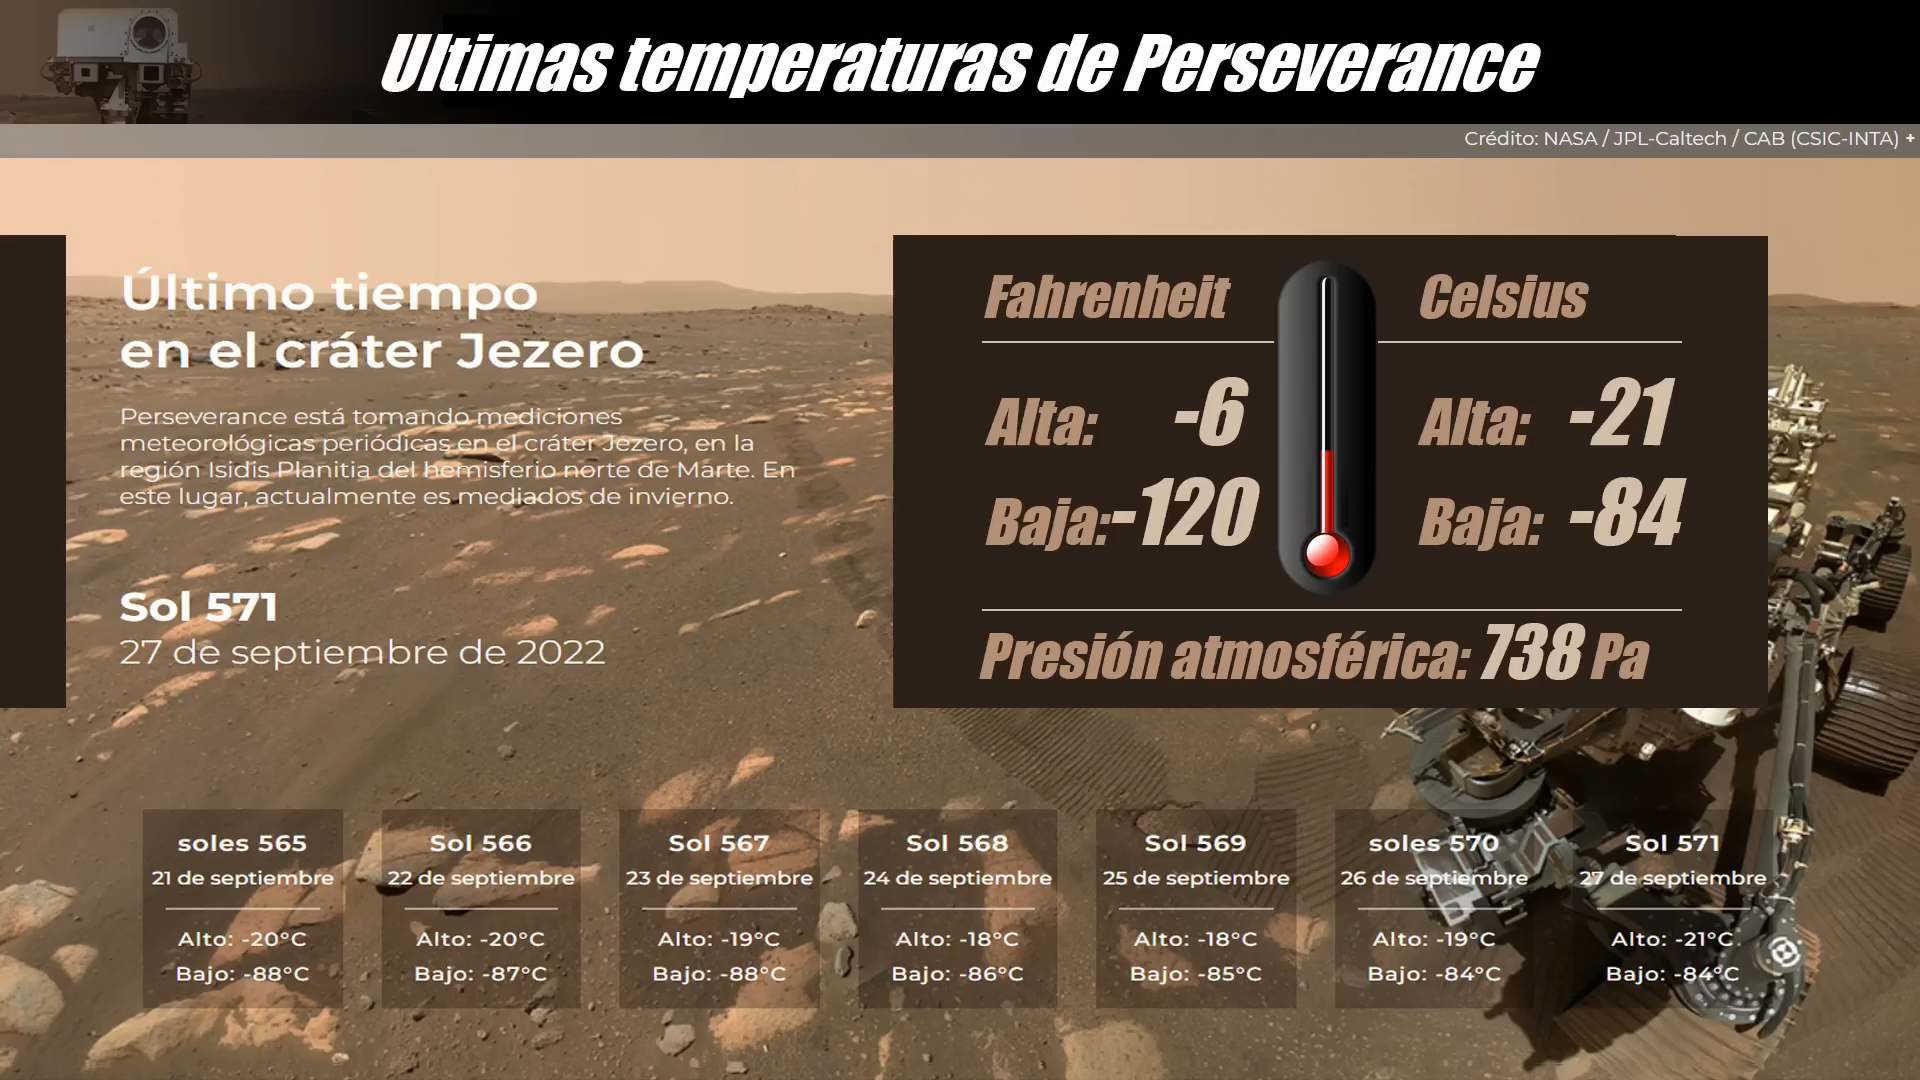 Ultimas temperaturas de Perseverance
Crédito: NASA / JPL-Caltech / CAB (CSIC-INTA) +
Último tiempo
en el cráter Jezero
Perseverance está tomando mediciones
meteorológicas periódicas en el cráter Jezero, en la
región Isidis Planitia del hemisferio norte de Marte. En
este lugar, actualmente es mediados de invierno.
Sol 571
27 de septiembre de 2022
Fahrenheit
Alta: -6
Baja:-120
Celsius
Alta: -21
Baja: -84
Presión atmosférica: 738 Pa
soles 565
21 de septiembre
Alto: -20°C
Bajo: -88°C
Sol 566
22 de septiembre
Alto: -20°C
Bajo: -87°C
Sol 567
23 de septiembre
Alto: -19°C
Bajo: -88°C
Sol 568
24 de septiembre
Alto: -18°C
Bajo: -86°C
Sol 569
25 de septiembre
Alto: -18°C
Bajo: -85°C
soles 570
26 de septiembre
Alto: -19°C
Bajo: -84°C
Sol 571
27 de septiembre
Alto: -21°C
Bajo: -84°C